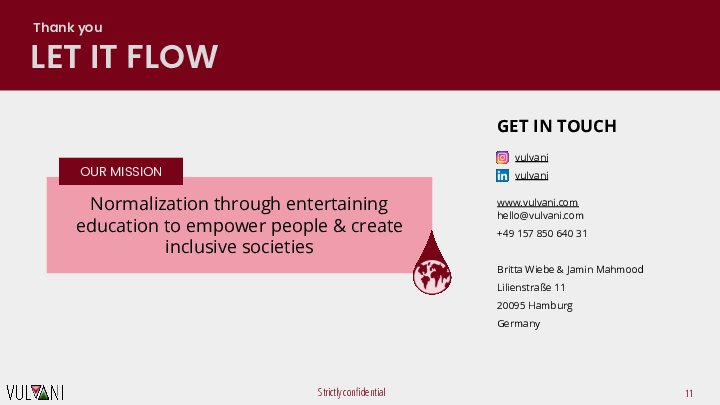 Thank you
LET IT FLOW
OUR MISSION
Normalization through entertaining
education to empower people & create
inclusive societies
GET IN TOUCH
vulvani
vulvani
www.vulvani.com
hello@vulvani.com
+49 157 850 640 31
Britta Wiebe & Jamin Mahmood
Lilienstraße 11
20095 Hamburg
Germany
VULVANI
Strictly confidential
11